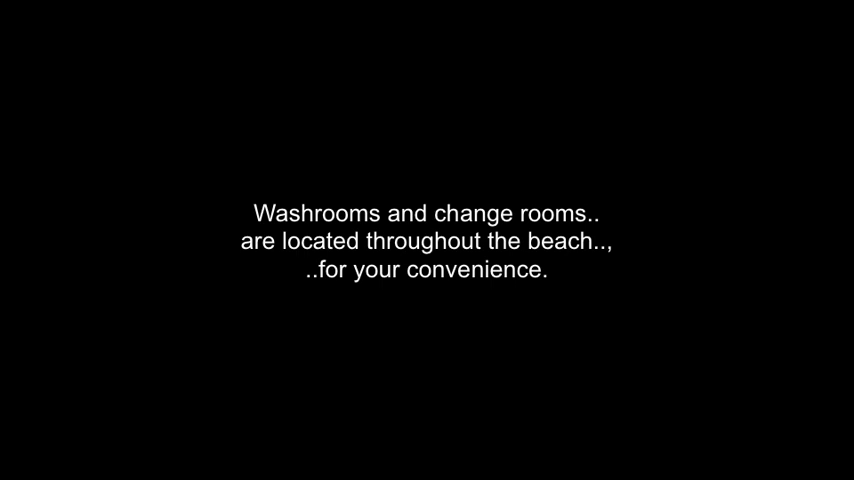 Washrooms and change rooms..
are located throughout the beach..,
..for your convenience.